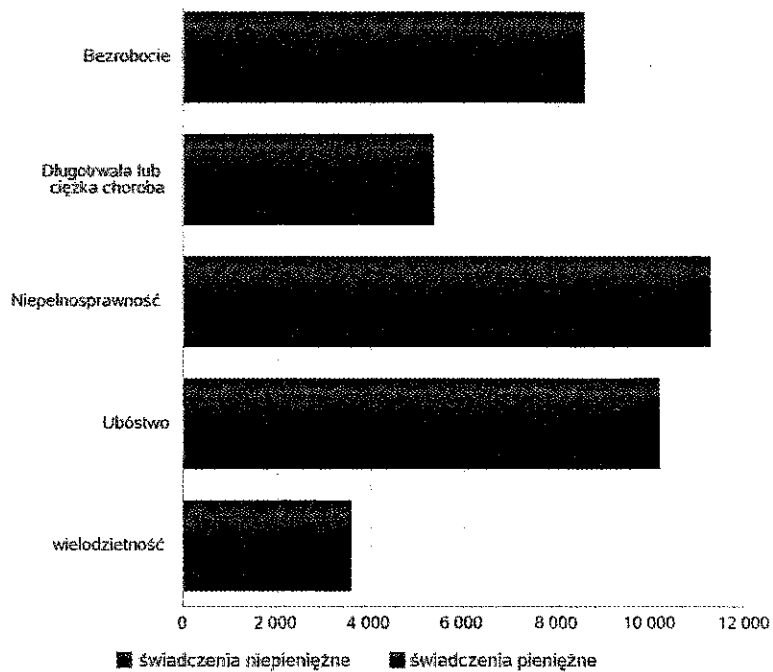 Bezrobocie
Długotrwała lub
ciężka choroba
Niepełnosprawność
Ubóstwo
wielodzietność
0 2 000 4 000 6 000 8 000 10 000 12 000
świadczenia niepieniężne świadczenia pieniężne